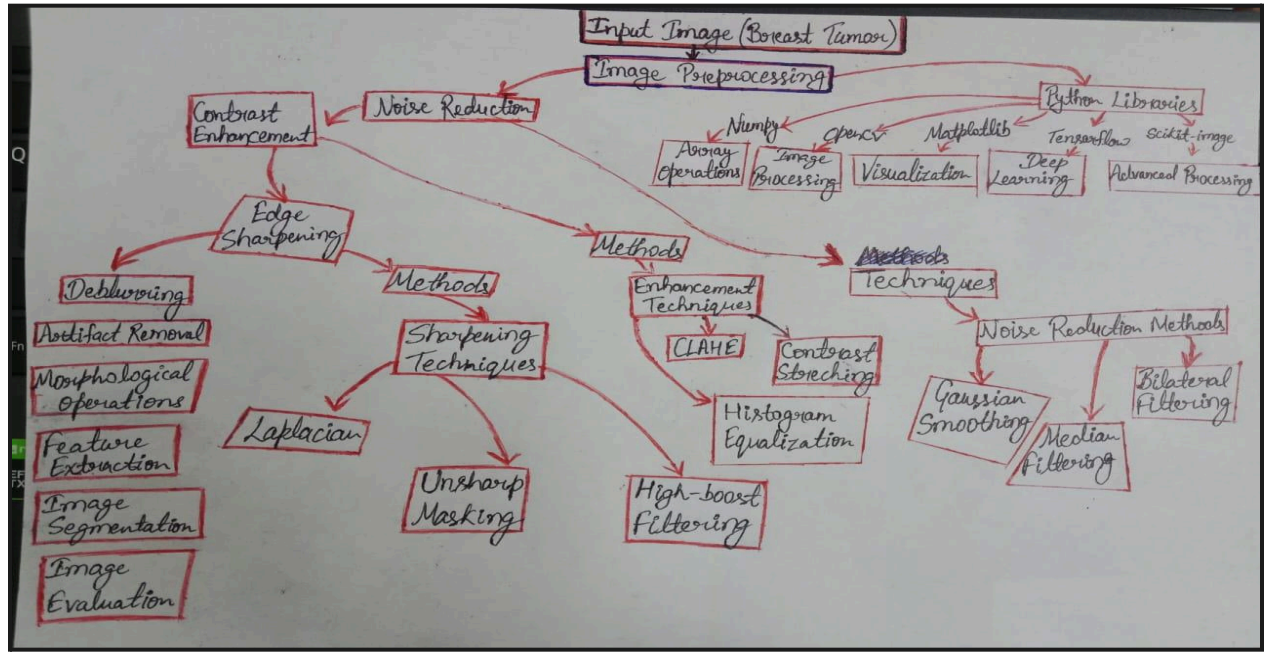 Input Image (Breast Tumor)
Image Preprocessing
Noise Reduction
Contrast
Enhancement
Python Libraries
Numpy
Opencv
Matplotlib
Tensorflow
Scikit-image
Array
Operations
Image
Processing
Visualization
Deep
Learning
Advanced Processing
Edge
Sharpening
Methods
Methods
Techniques
Deblurring
Methods
Enhancement
Techniques
Noise Reduction Methods
Artifact Removal
Sharpening
Techniques
CLAHE
Contrast
Streching
Morphological
Operations
Laplacian
Histogram
Equalization
Gaussian
Smoothing
Median
Filtering
Bilateral
Filtering
Feature
Extraction
Unsharp
Masking
High-boost
Filtering
Image
Segmentation
Image
Evaluation
Q
Fn